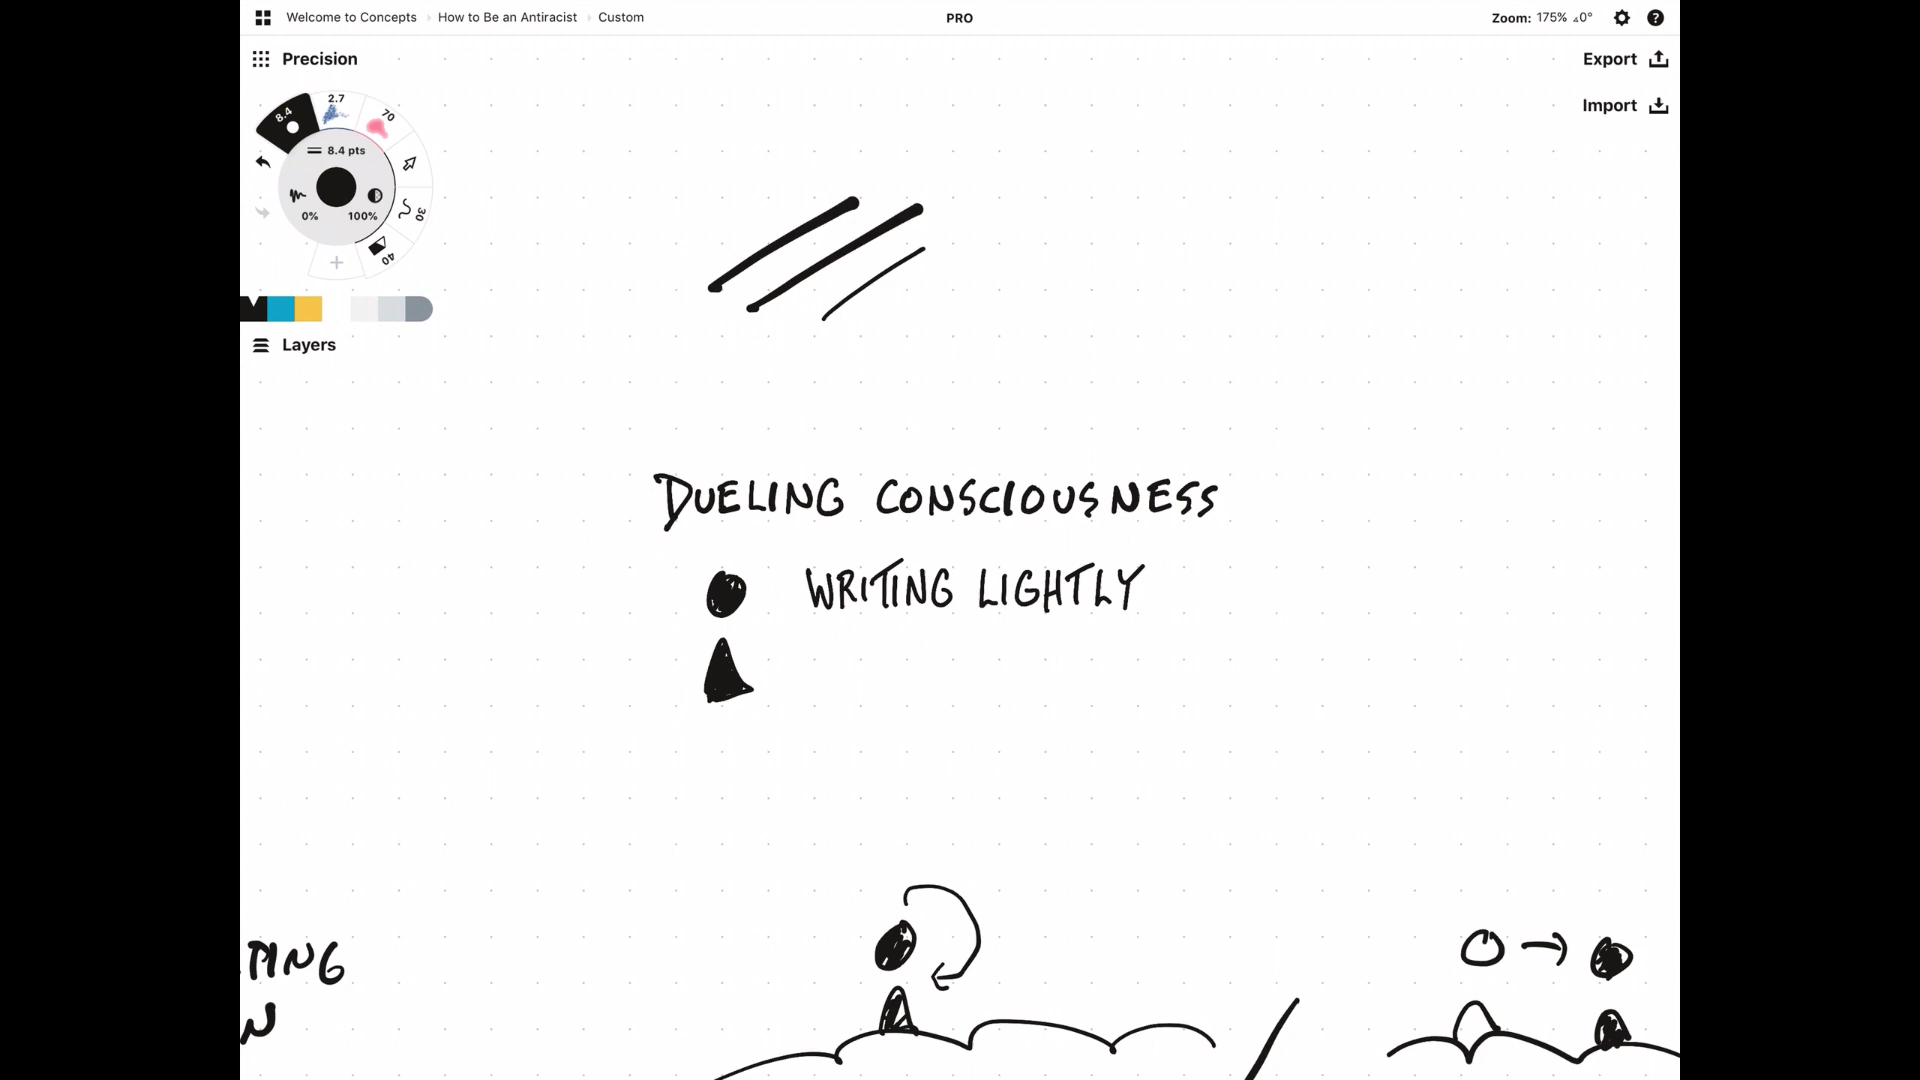 Welcome to Concepts › How to Be an Antiracist › Custom
PRO
Zoom: 175% ⊿0°
?
Precision
Export
Import
8.4
2.7
70
8.4 pts
0%
100%
30
40
+
Layers
DUELING CONSCIOUSNESS
WRITING LIGHTLY
PING
N